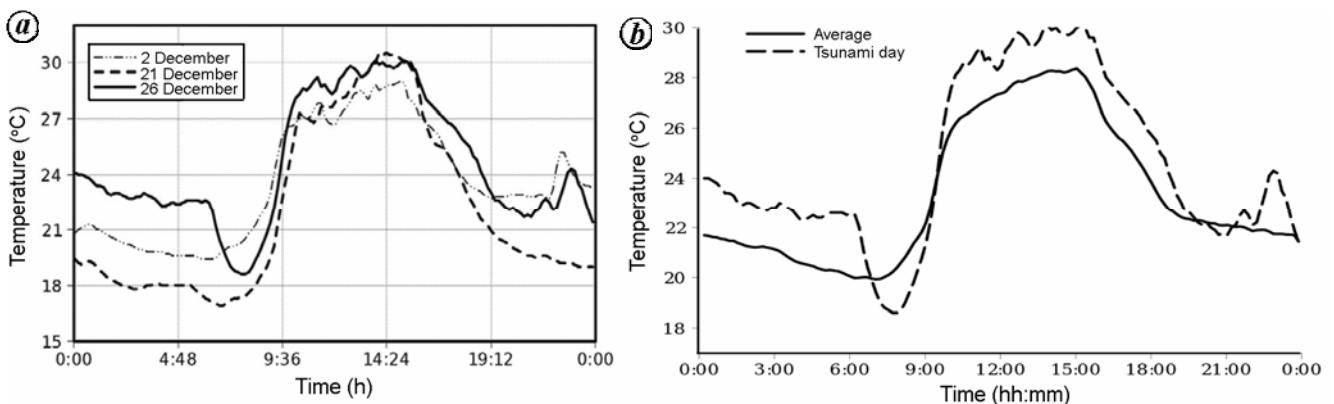 a
2 December
21 December
26 December
30
27
24
21
18
15
0:00 4:48 9:36 14:24 19:12 0:00
Temperature (°C)
Time (h)
b
Average
Tsunami day
30
28
26
24
22
20
18
0:00 3:00 6:00 9:00 12:00 15:00 18:00 21:00 0:00
Temperature (°C)
Time (hh:mm)